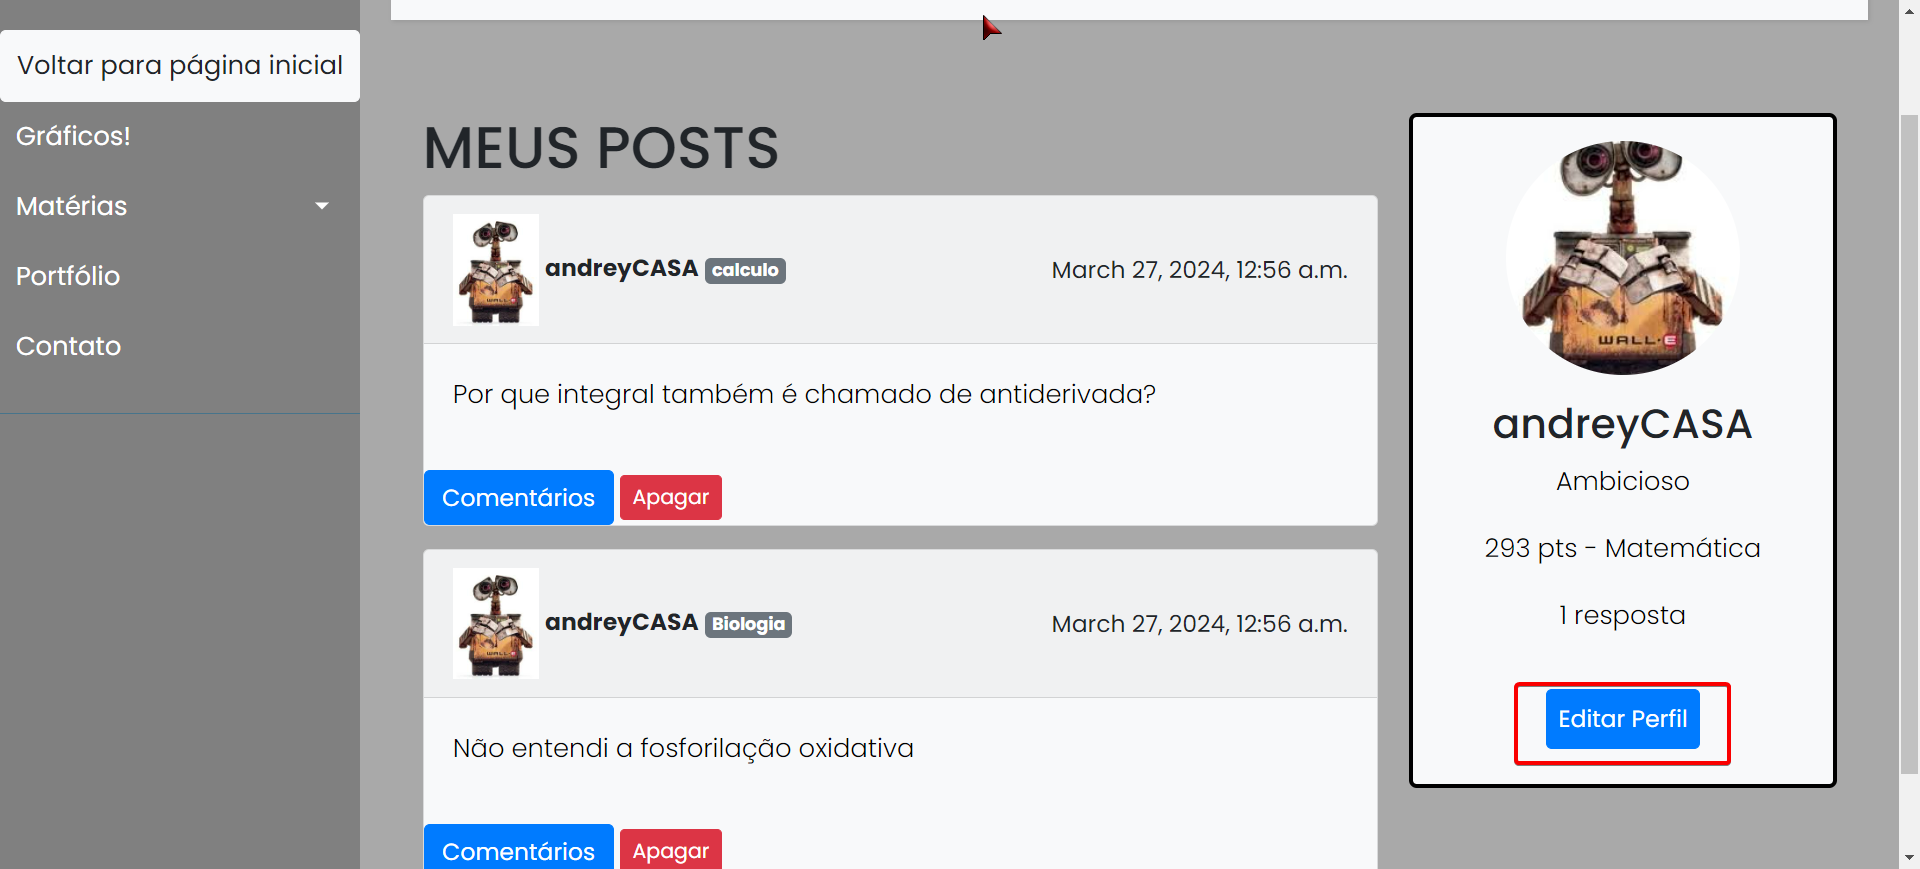 Voltar para página inicial
Gráficos!
Matérias
Portfólio
Contato
MEUS POSTS
andreyCASA calculo March 27, 2024, 12:56 a.m.
Por que integral também é chamado de antiderivada?
Comentários Apagar
andreyCASA Biologia March 27, 2024, 12:56 a.m.
Não entendi a fosforilação oxidativa
Comentários Apagar
WALL·E
andreyCASA
Ambicioso
293 pts - Matemática
1 resposta
Editar Perfil